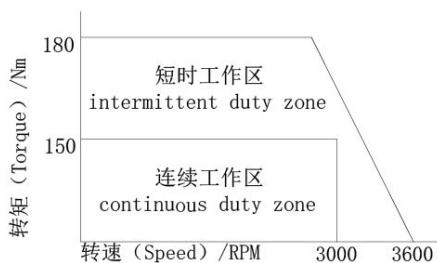 180
短时工作区
intermittent duty zone
150
连续工作区
continuous duty zone
转矩（Torque）/Nm
转速（Speed）/RPM
3000
3600